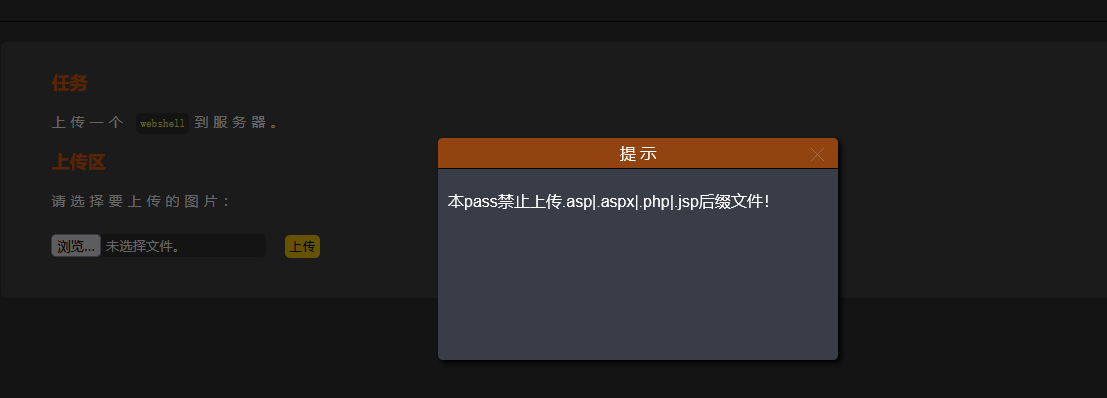 任务
上传一个 webshell 到服务器。
上传区
请选择要上传的图片：
浏览... 未选择文件。 上传
提示
本pass禁止上传.asp|.aspx|.php|.jsp后缀文件！